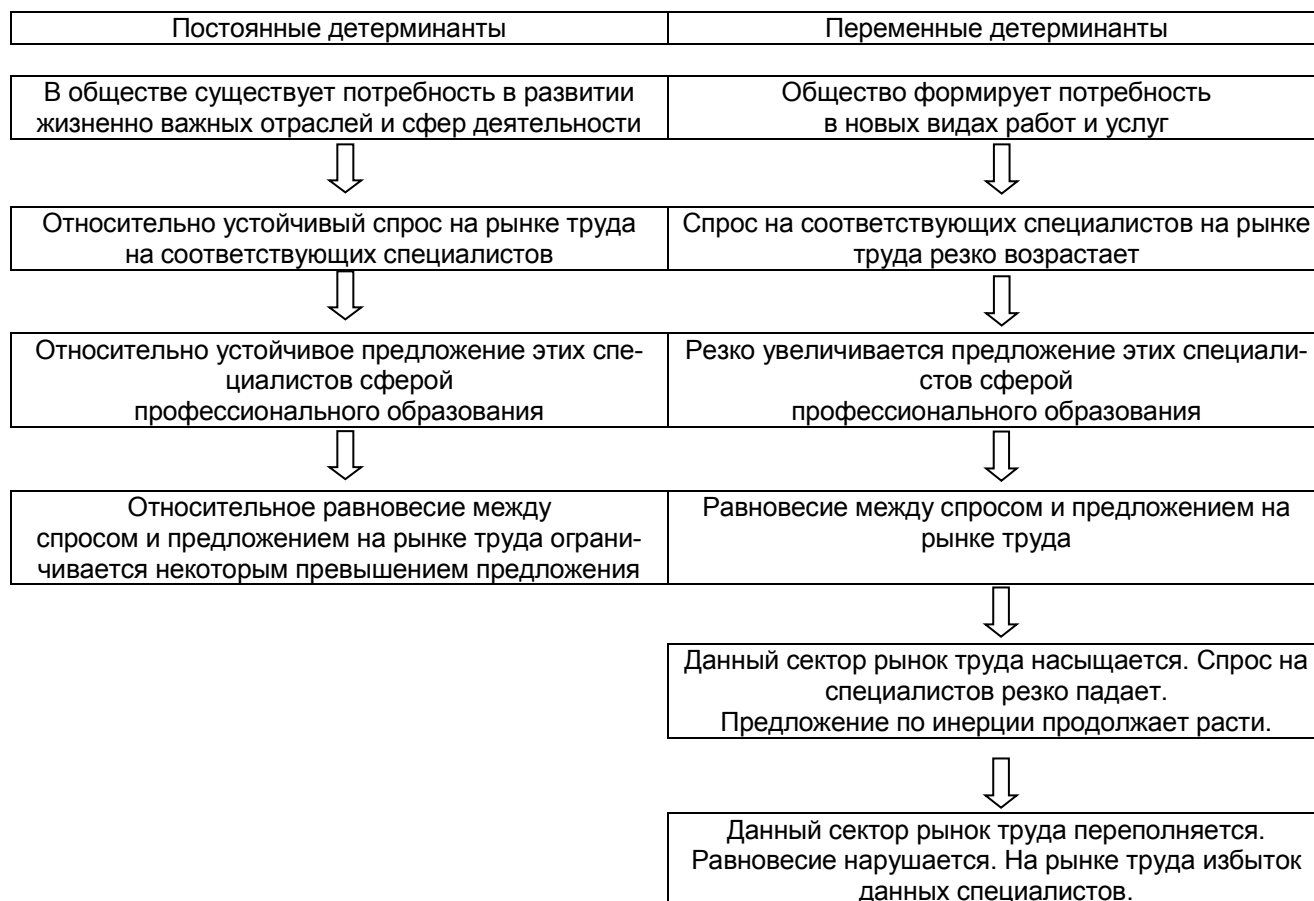 Постоянные детерминанты
Переменные детерминанты
В обществе существует потребность в развитии
жизненно важных отраслей и сфер деятельности
Общество формирует потребность
в новых видах работ и услуг
Относительно устойчивый спрос на рынке труда
на соответствующих специалистов
Спрос на соответствующих специалистов на рынке
труда резко возрастает
Относительно устойчивое предложение этих спе-
циалистов сферой
профессионального образования
Резко увеличивается предложение этих специали-
стов сферой
профессионального образования
Относительное равновесие между
спросом и предложением на рынке труда ограни-
чивается некоторым превышением предложения
Равновесие между спросом и предложением на
рынке труда
Данный сектор рынок труда насыщается. Спрос на
специалистов резко падает.
Предложение по инерции продолжает расти.
Данный сектор рынок труда переполняется.
Равновесие нарушается. На рынке труда избыток
данных специалистов.